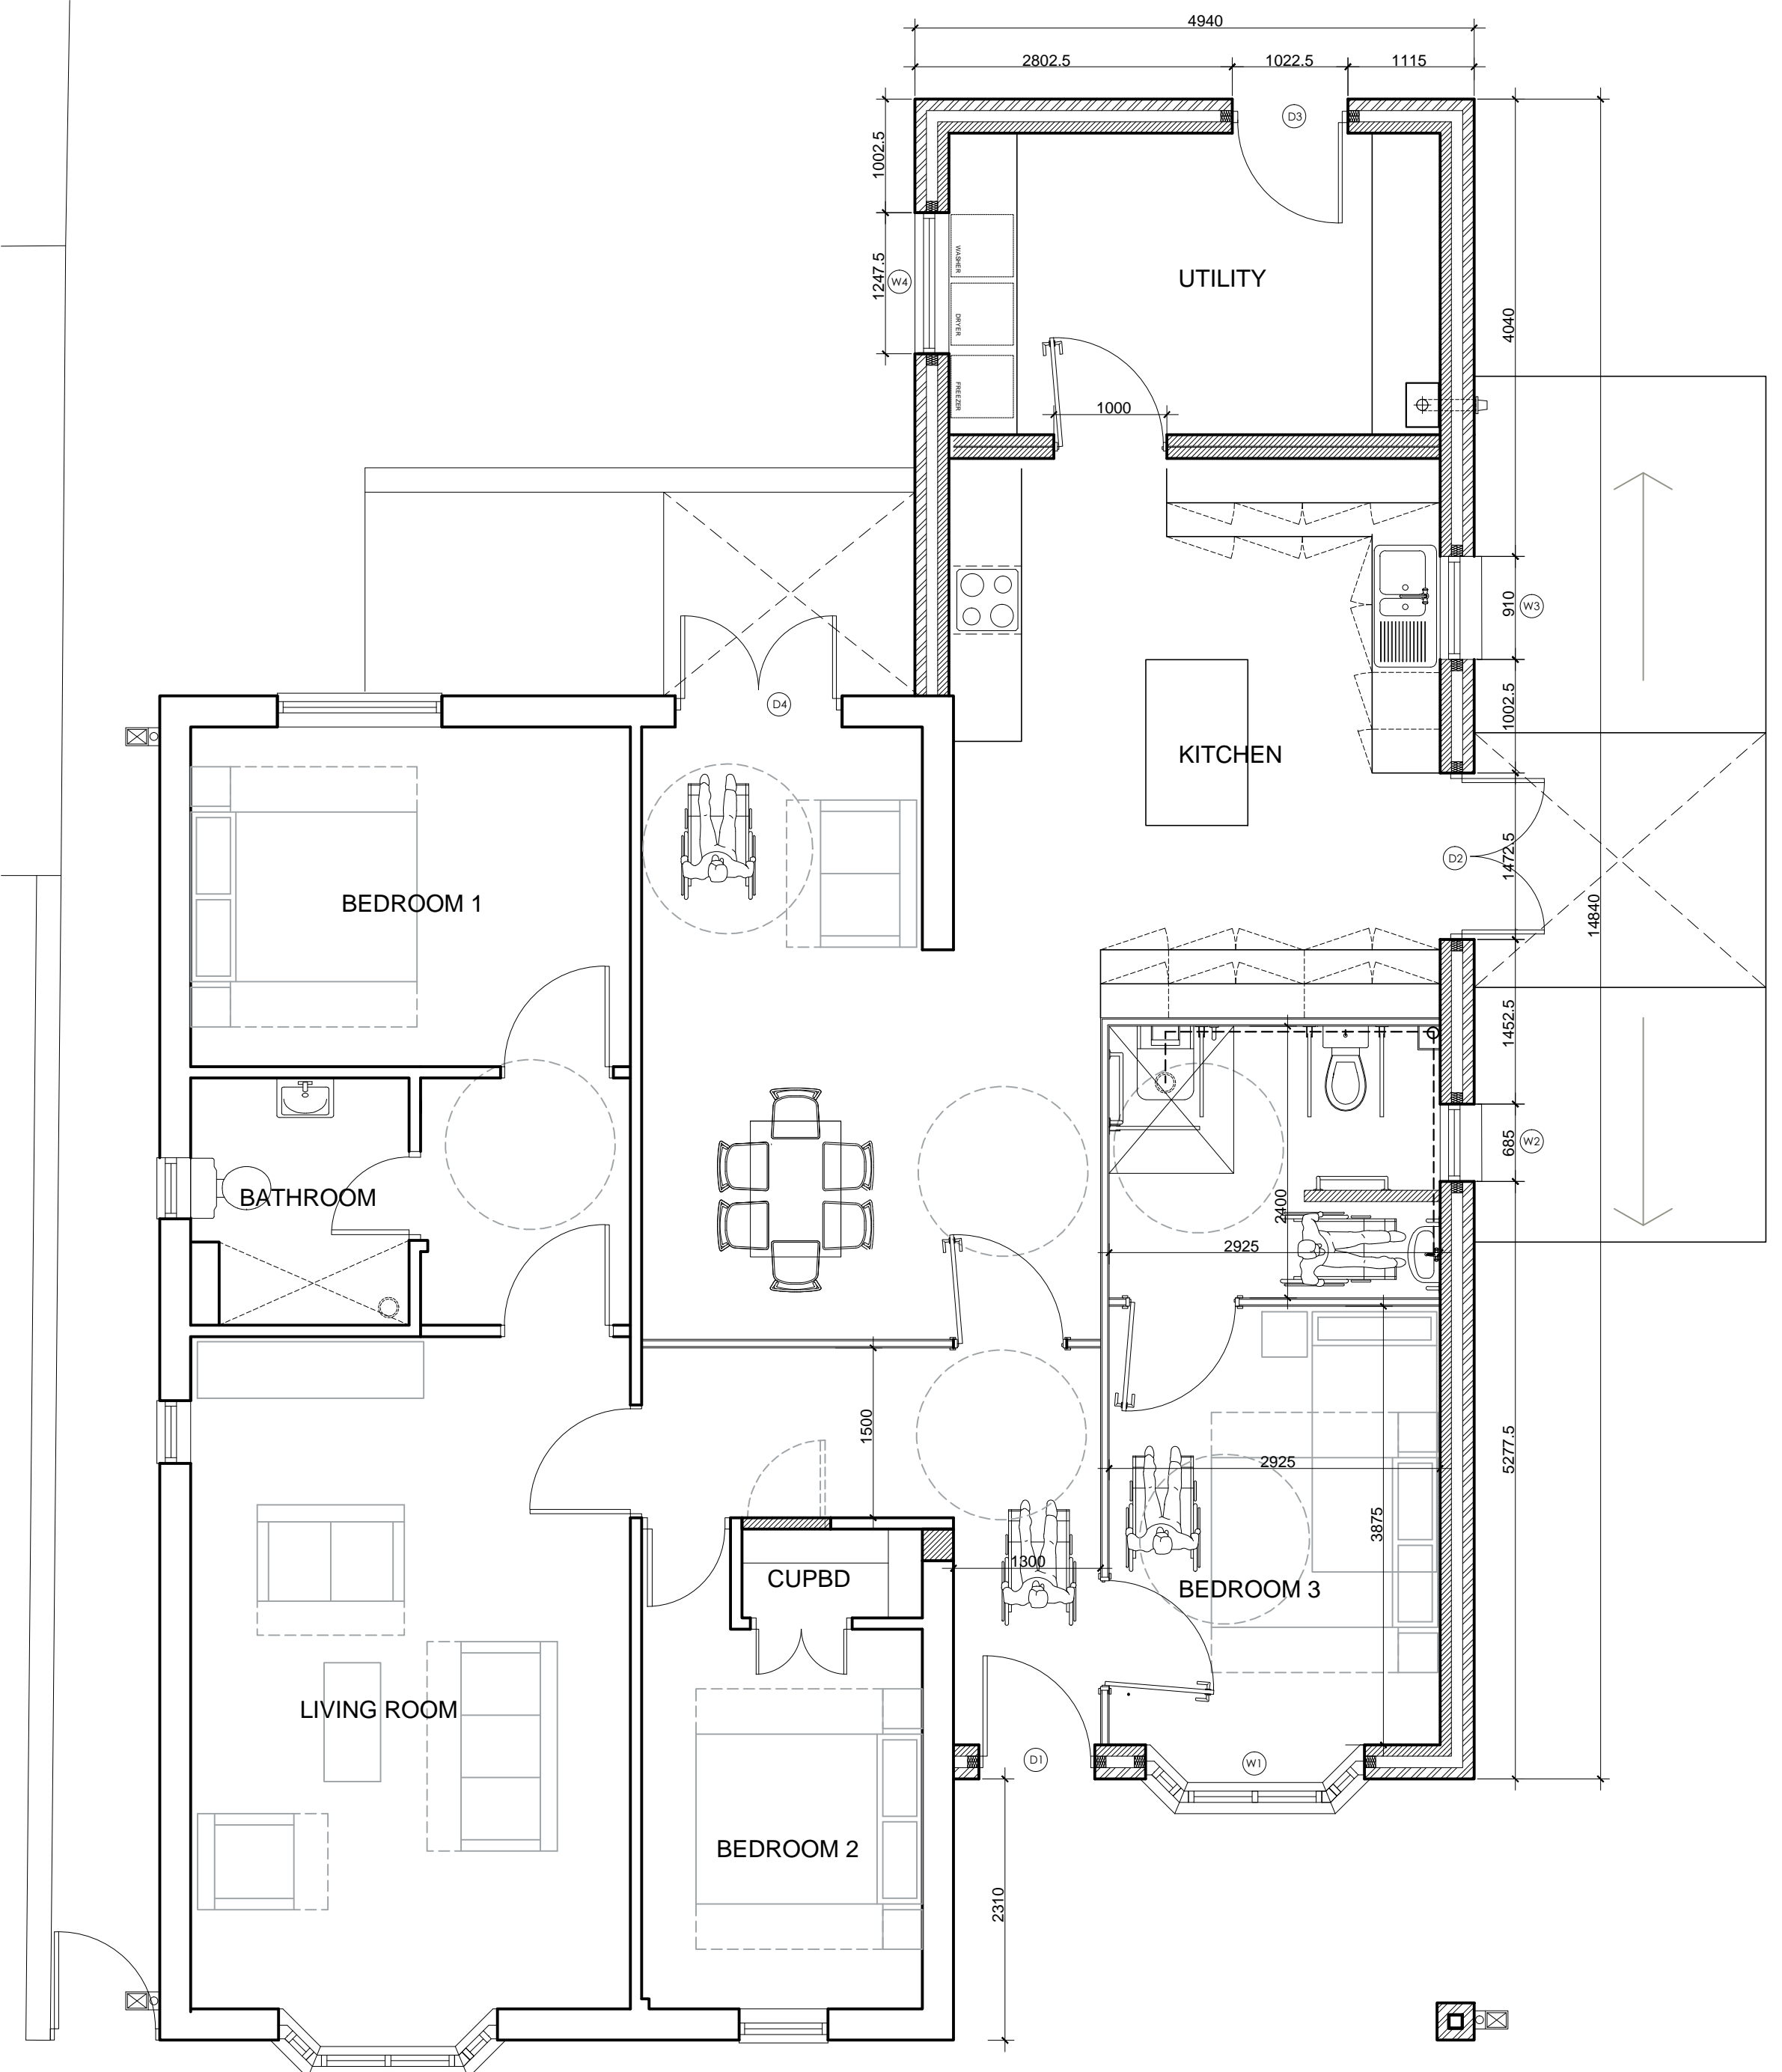 4940
2802.5 1022.5 1115
D3
1002.5
1247.5
W4
WASHER
DRYER
FREEZER
UTILITY
4040
1000
910
W3
1002.5
D4
KITCHEN
D2
1472.5
14840
BEDROOM 1
1452.5
685
W2
BATHROOM
2400
2925
1500
2925
5277.5
3875
1300
CUPBD
BEDROOM 3
LIVING ROOM
D1
W1
BEDROOM 2
2310